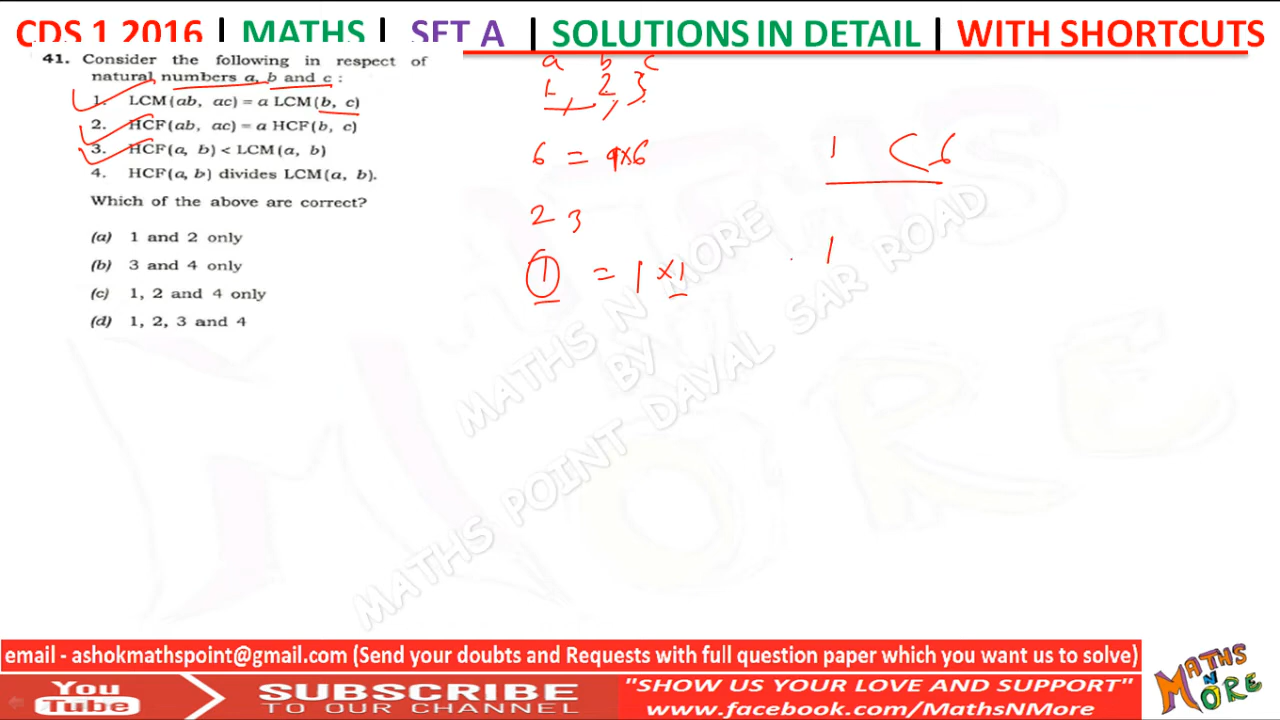 CDS 1 2016 | MATHS | SET A | SOLUTIONS IN DETAIL | WITH SHORTCUTS
41. Consider the following in respect of
natural numbers a, b and c :
1. LCM(ab, ac) = a LCM(b, c)
2. HCF(ab, ac) = a HCF(b, c)
3. HCF(a, b) < LCM(a, b)
4. HCF(a, b) divides LCM(a, b).
Which of the above are correct?
(a) 1 and 2 only
(b) 3 and 4 only
(c) 1, 2 and 4 only
(d) 1, 2, 3 and 4
a b c
1, 2, 3
6 = 1×6
2 3
1 = 1×1
1 < 6
1
MATHS N MORE
BY
MATHS POINT DAYAL SAR ROAD
email - ashokmathspoint@gmail.com (Send your doubts and Requests with full question paper which you want us to solve)
You
Tube
SUBSCRIBE
TO OUR CHANNEL
"SHOW US YOUR LOVE AND SUPPORT"
www.facebook.com/MathsNMore
MATHS
N
MORE